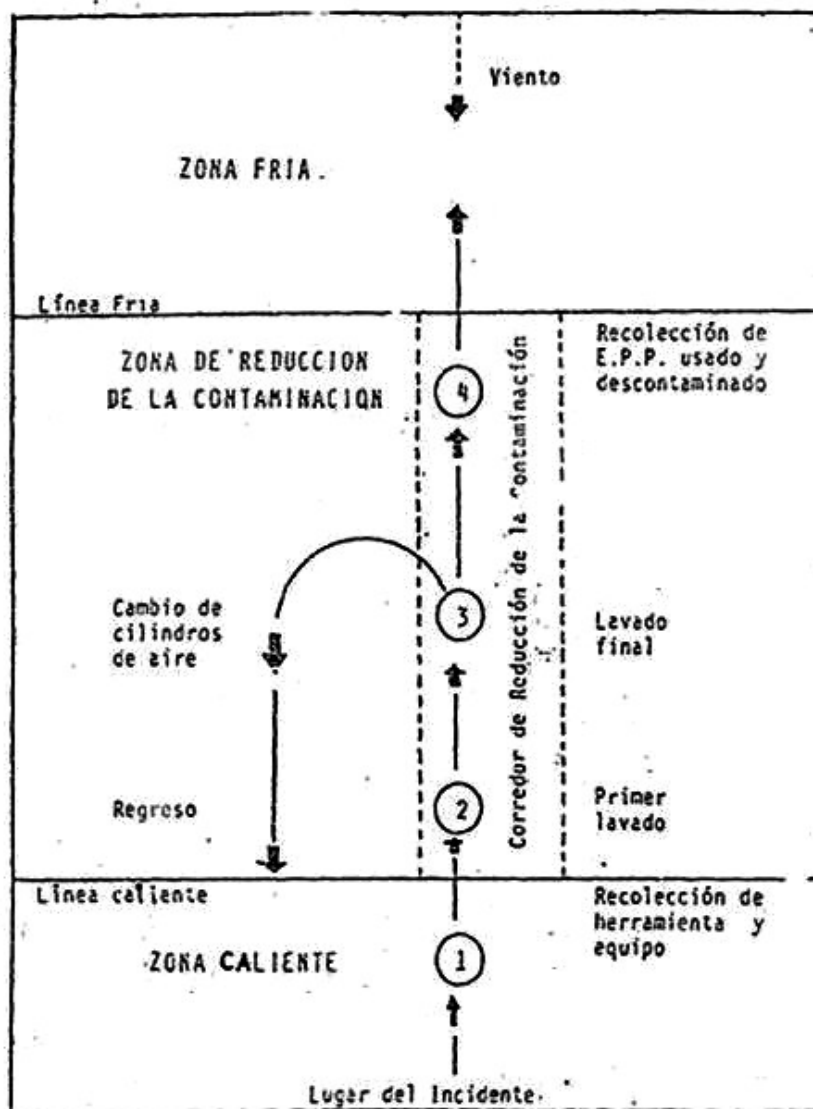 Viento
ZONA FRIA.
Línea Fria
ZONA DE REDUCCION
DE LA CONTAMINACION
Recolección de
E.P.P. usado y
descontaminado
4
Corredor de Reducción de la Contaminación
3
Cambio de
cilindros
de aire
Lavado
final
Regreso
2
Primer
lavado
Línea caliente
Recolección de
herramienta y
equipo
ZONA CALIENTE
1
Lugar del Incidente.